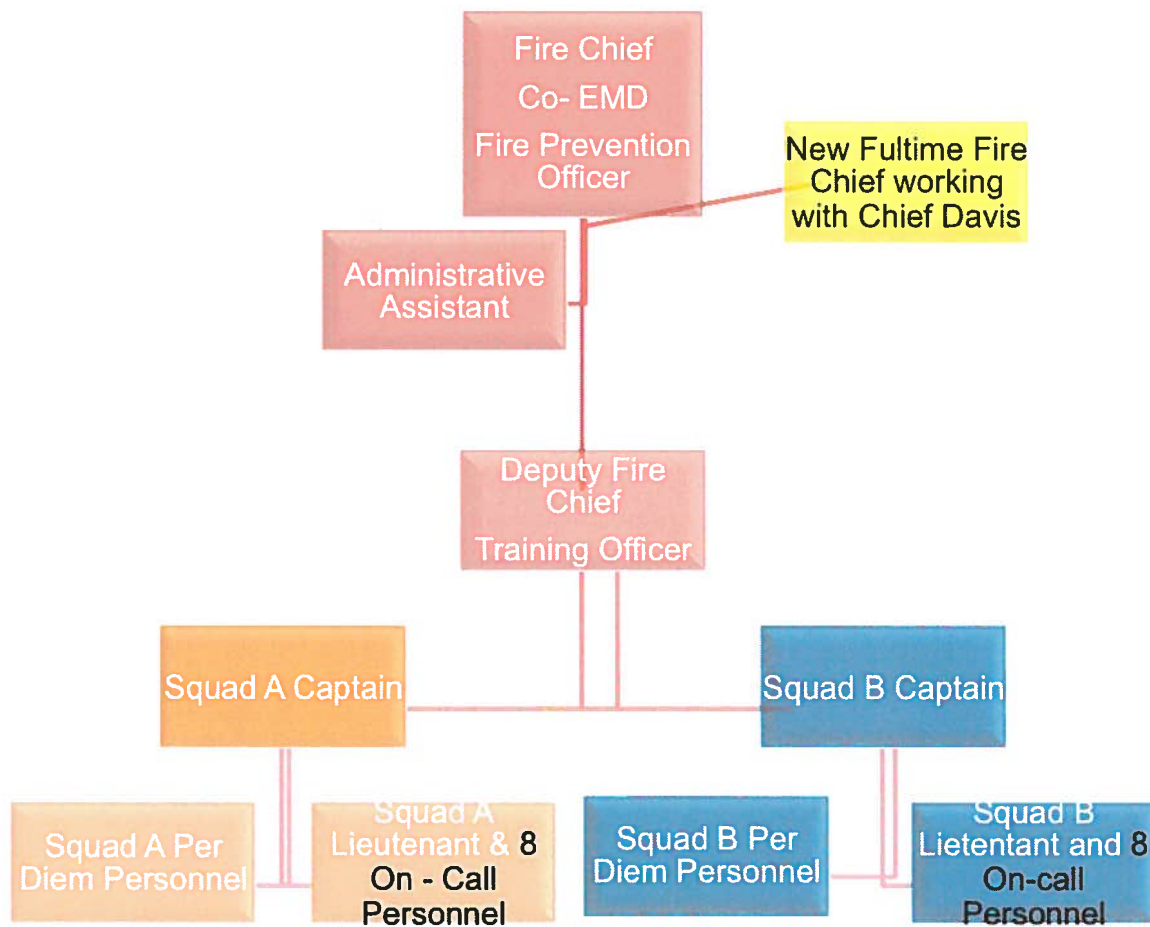 Fire Chief
Co- EMD
Fire Prevention
Officer
New Fultime Fire
Chief working
with Chief Davis
Administrative
Assistant
Deputy Fire
Chief
Training Officer
Squad A Captain
Squad B Captain
Squad A Per
Diem Personnel
Squad A
Lieutenant & 8
On - Call
Personnel
Squad B Per
Diem Personnel
Squad B
Lietentant and 8
On-call
Personnel